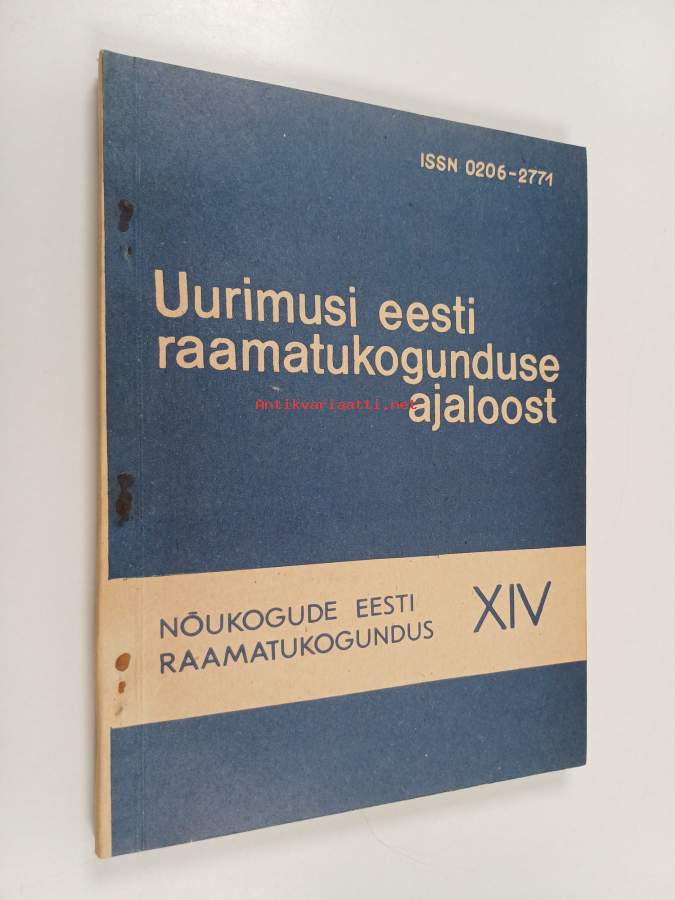 ISSN 0206-2771
Uurimusi eesti
raamatukogunduse
Antikvariaatti.net
ajaloost
NÕUKOGUDE EESTI
RAAMATUKOGUNDUS
XIV